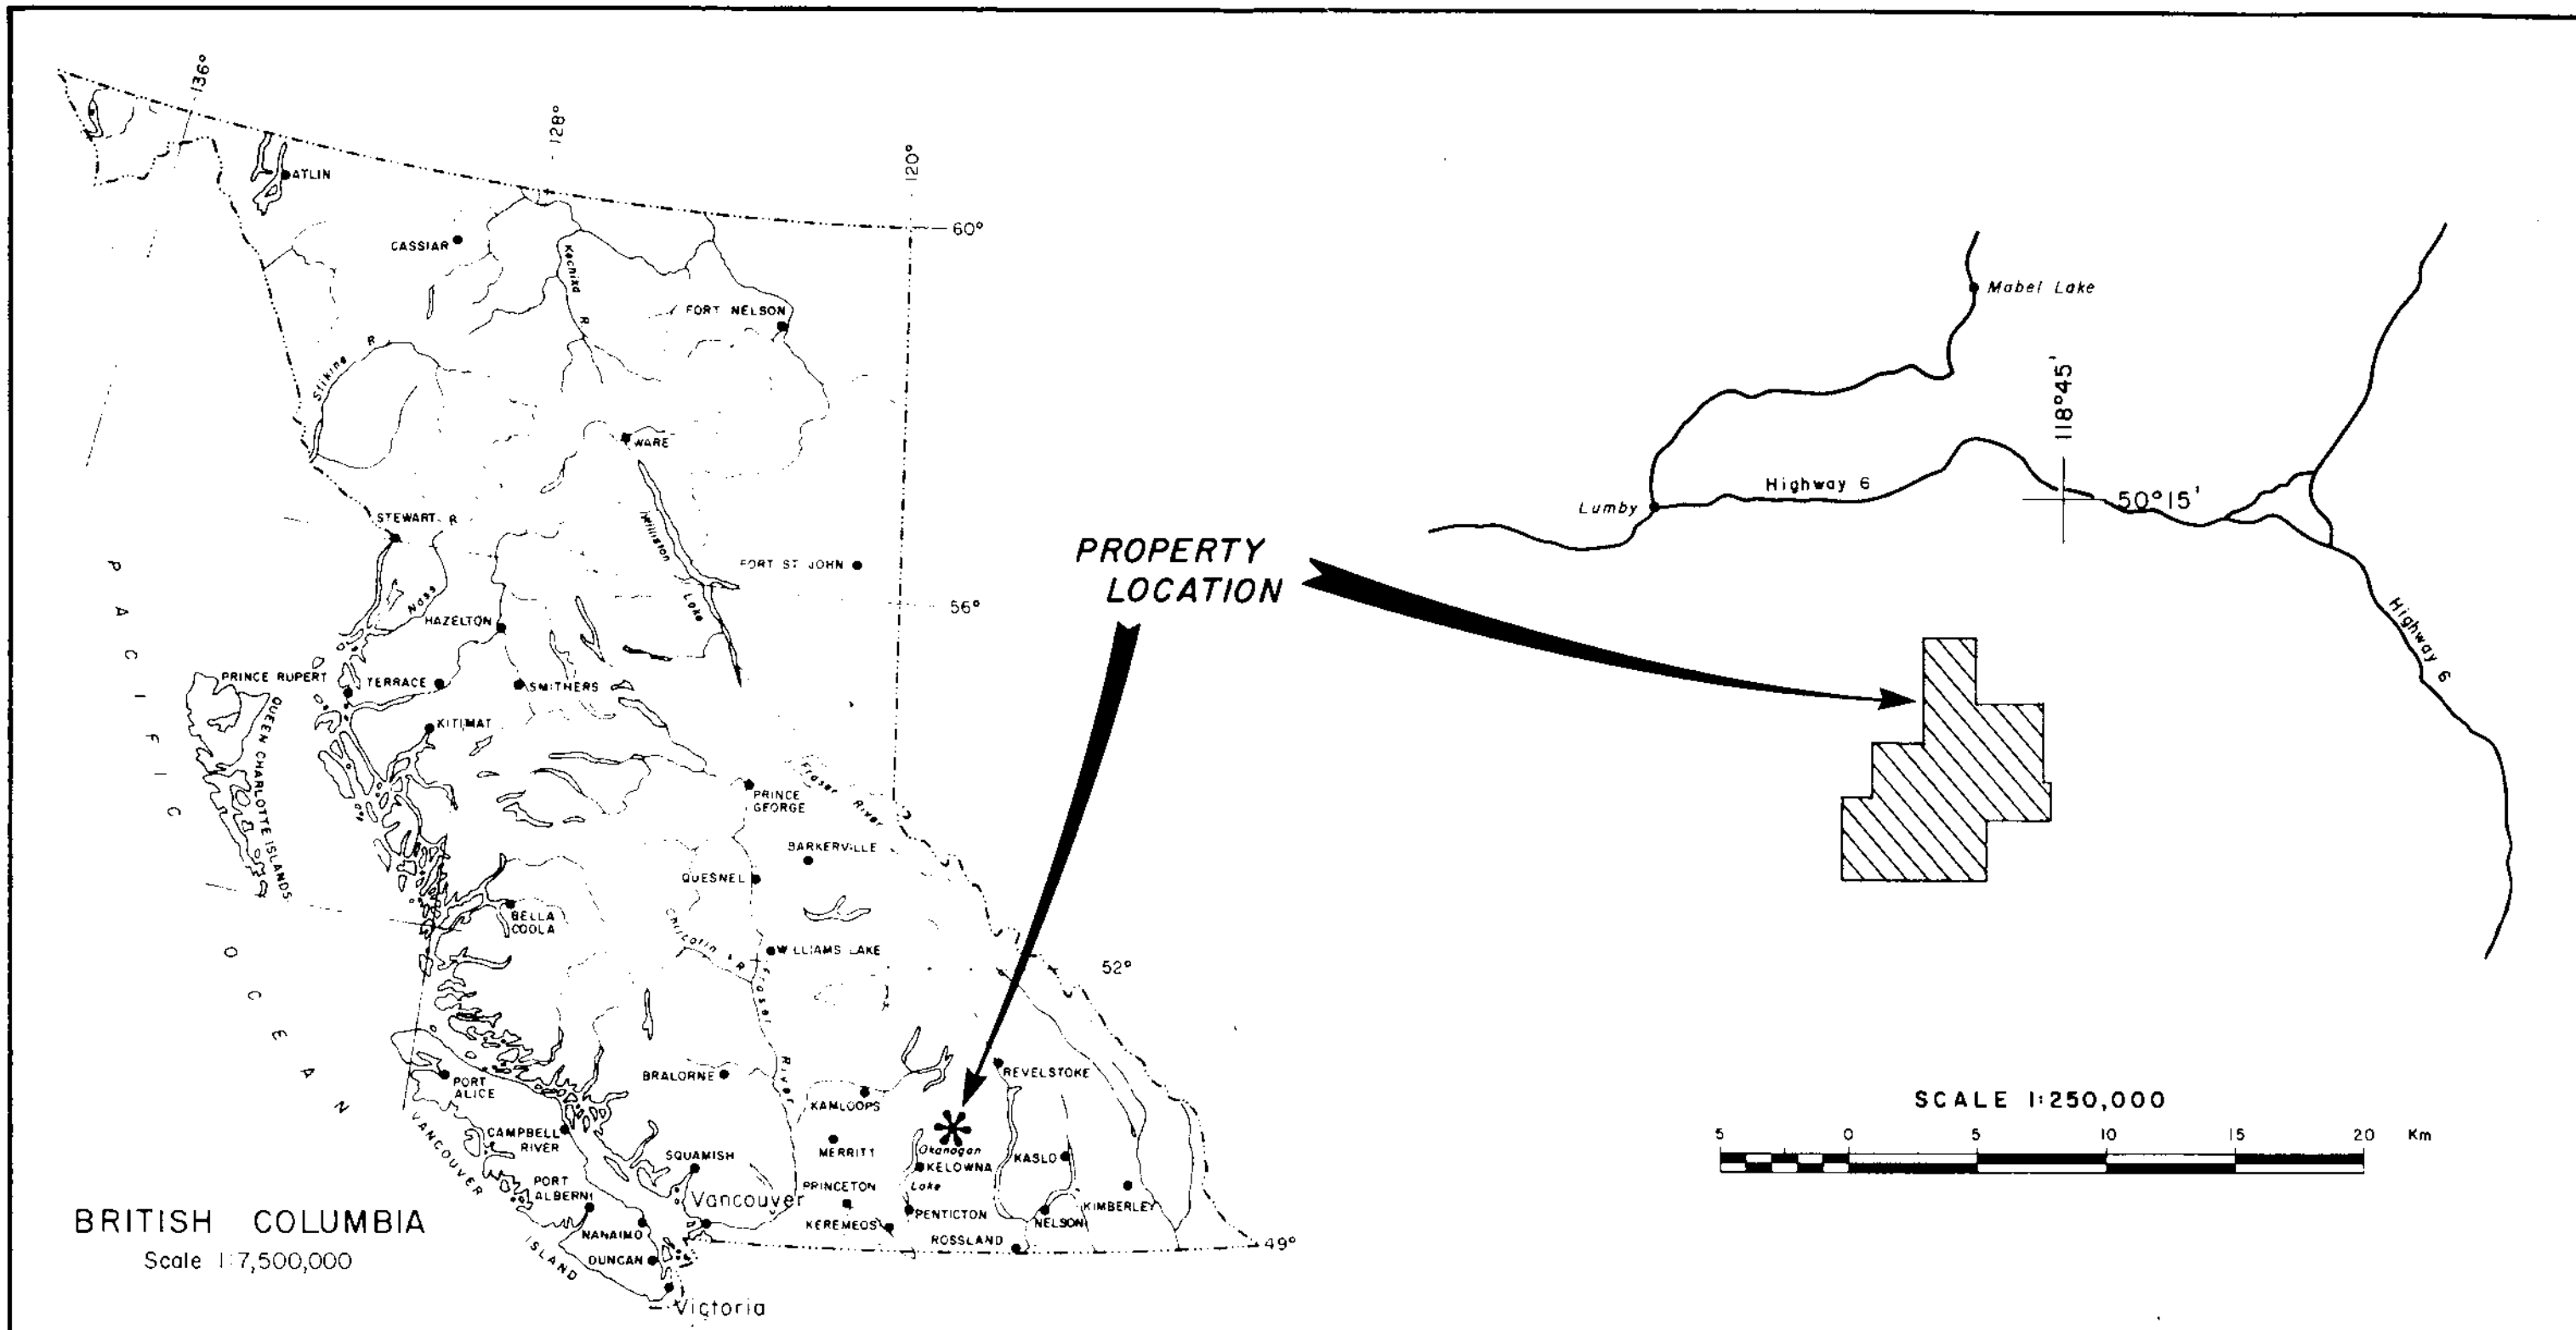 136°
128°
120°
ATLIN
60°
CASSIAR
Kechika R
FORT NELSON
Mabel Lake
Stikine R
118°45'
WARE
Highway 6
50°15'
Lumby
STEWART R
Williston Lake
PROPERTY
LOCATION
FORT ST JOHN
56°
Nass
HAZELTON
Highway 6
PACIFIC OCEAN
PRINCE RUPERT
TERRACE
SMITHERS
QUEEN CHARLOTTE ISLANDS
KITIMAT
Fraser River
PRINCE
GEORGE
BARKERVILLE
QUESNEL
BELLA
COOLA
Chilcotin R
WILLIAMS LAKE
52°
Fraser River
REVELSTOKE
BRALORNE
PORT
ALICE
KAMLOOPS
SCALE 1:250,000
5 0 5 10 15 20 Km
VANCOUVER ISLAND
CAMPBELL
RIVER
MERRITT
Okanogan
Lake
KELOWNA
KASLO
SQUAMISH
PORT
ALBERNI
Vancouver
PRINCETON
PENTICTON
NELSON
KIMBERLEY
KEREMEOS
NANAIMO
ROSSLAND
49°
DUNCAN
Victoria
BRITISH COLUMBIA
Scale 1:7,500,000